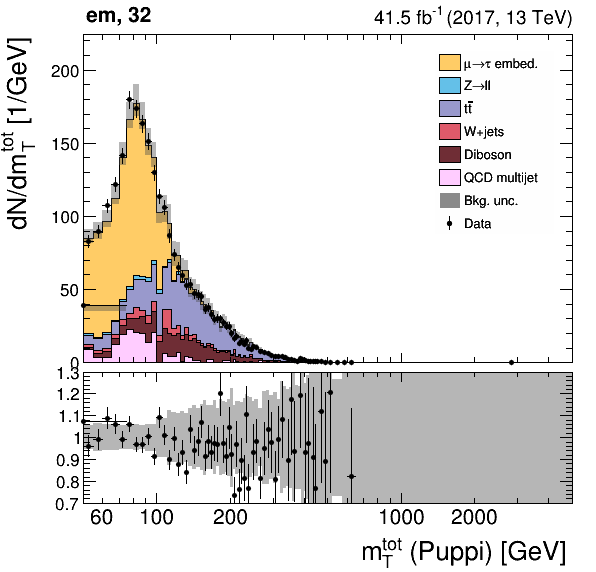 em, 32
41.5 fb⁻¹ (2017, 13 TeV)
dN/dm_T^tot [1/GeV]
200
150
100
50
0
μ→τ embed.
Z→ll
tt̅
W+jets
Diboson
QCD multijet
Bkg. unc.
Data
1.3
1.2
1.1
1
0.9
0.8
0.7
60 100 200 1000 2000
m_T^tot (Puppi) [GeV]